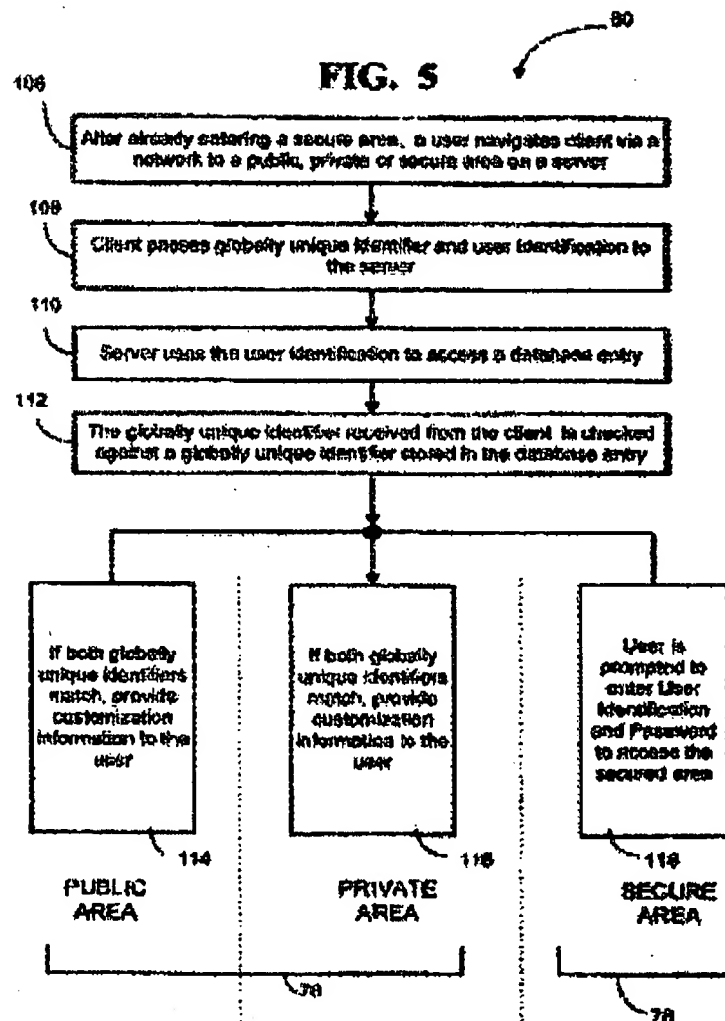 80
FIG. 5
106
After already entering a secure area, a user navigates client via a
network to a public, private or secure area on a server
108
Client passes globally unique identifier and user identification to
the server
110
Server uses the user identification to access a database entry
112
The globally unique identifier received from the client is checked
against a globally unique identifier stored in the database entry
If both globally
unique identifiers
match, provide
customization
information to the
user
114
PUBLIC
AREA
If both globally
unique identifiers
match, provide
customization
information to the
user
116
PRIVATE
AREA
User is
prompted to
enter User
Identification
and Password
to access the
secured area
118
SECURE
AREA